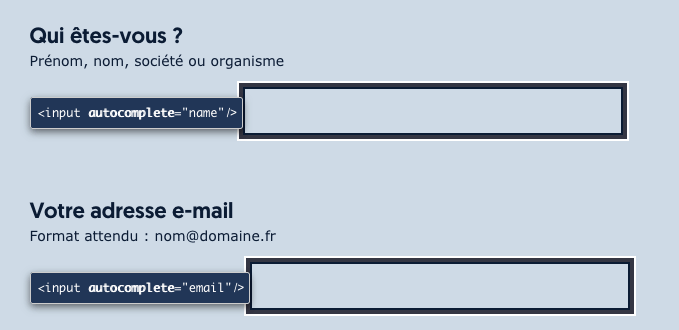 Qui êtes-vous ?
Prénom, nom, société ou organisme
<input autocomplete="name"/>
Votre adresse e-mail
Format attendu : nom@domaine.fr
<input autocomplete="email"/>